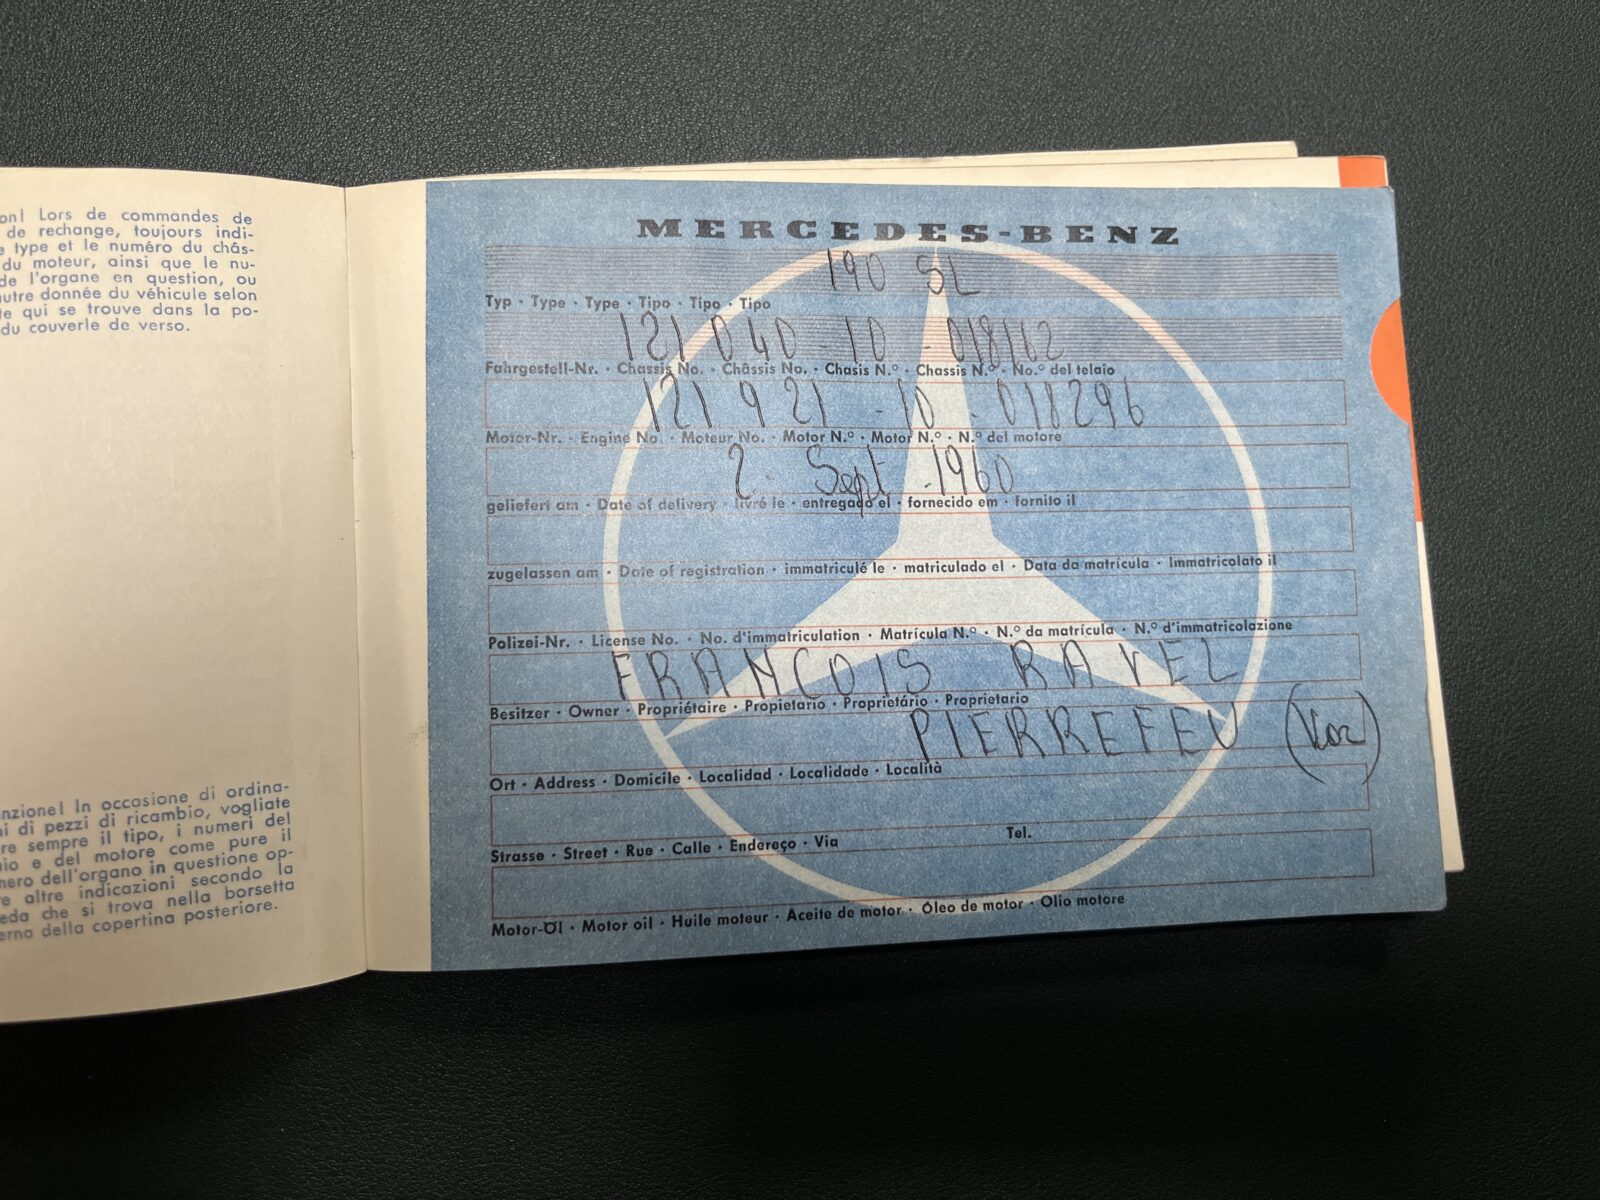 on! Lors de commandes de
de rechange, toujours indi-
e type et le numéro du châs-
du moteur, ainsi que le nu-
de l'organe en question, ou
utre donnée du véhicule selon
te qui se trouve dans la po-
du couverle de verso.
nzione! In occasione di ordina-
ni di pezzi di ricambio, vogliate
re sempre il tipo, i numeri del
io e del motore come pure il
mero dell'organo in questione op-
e altre indicazioni secondo la
eda che si trova nella borsetta
erna della copertina posteriore.
MERCEDES-BENZ
190 SL
Typ · Type · Type · Tipo · Tipo · Tipo
121 040 - 10 - 018162
Fahrgestell-Nr. · Chassis No. · Châssis No. · Chasis N.° · Chassis N.° · No.° del telaio
121 921 - 10 - 018296
Motor-Nr. · Engine No. · Moteur No. · Motor N.° · Motor N.° · N.° del motore
2. Sept. 1960
geliefert am · Date of delivery · livré le · entregado el · fornecido em · fornito il
zugelassen am · Date of registration · immatriculé le · matriculado el · Data da matrícula · Immatricolato il
Polizei-Nr. · License No. · No. d'immatriculation · Matrícula N.° · N.° da matrícula · N.° d'immatricolazione
FRANCOIS RAVEL
Besitzer · Owner · Propriétaire · Propietario · Proprietário · Proprietario
PIERREFEU (Var)
Ort · Address · Domicile · Localidad · Localidade · Località
Strasse · Street · Rue · Calle · Endereço · Via Tel.
Motor-Öl · Motor oil · Huile moteur · Aceite de motor · Óleo de motor · Olio motore